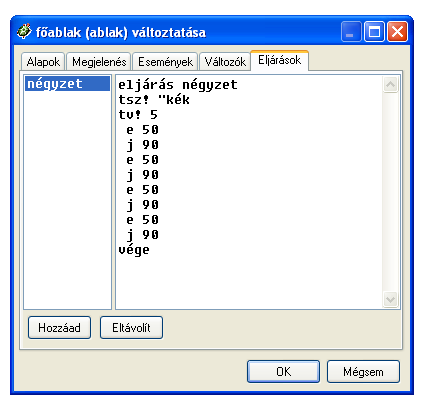 főablak (ablak) változtatása
Alapok Megjelenés Események Változók Eljárások
négyzet
eljárás négyzet
tsz! "kék
tv! 5
e 50
j 90
e 50
j 90
e 50
j 90
e 50
j 90
vége
Hozzáad Eltávolít
OK Mégsem